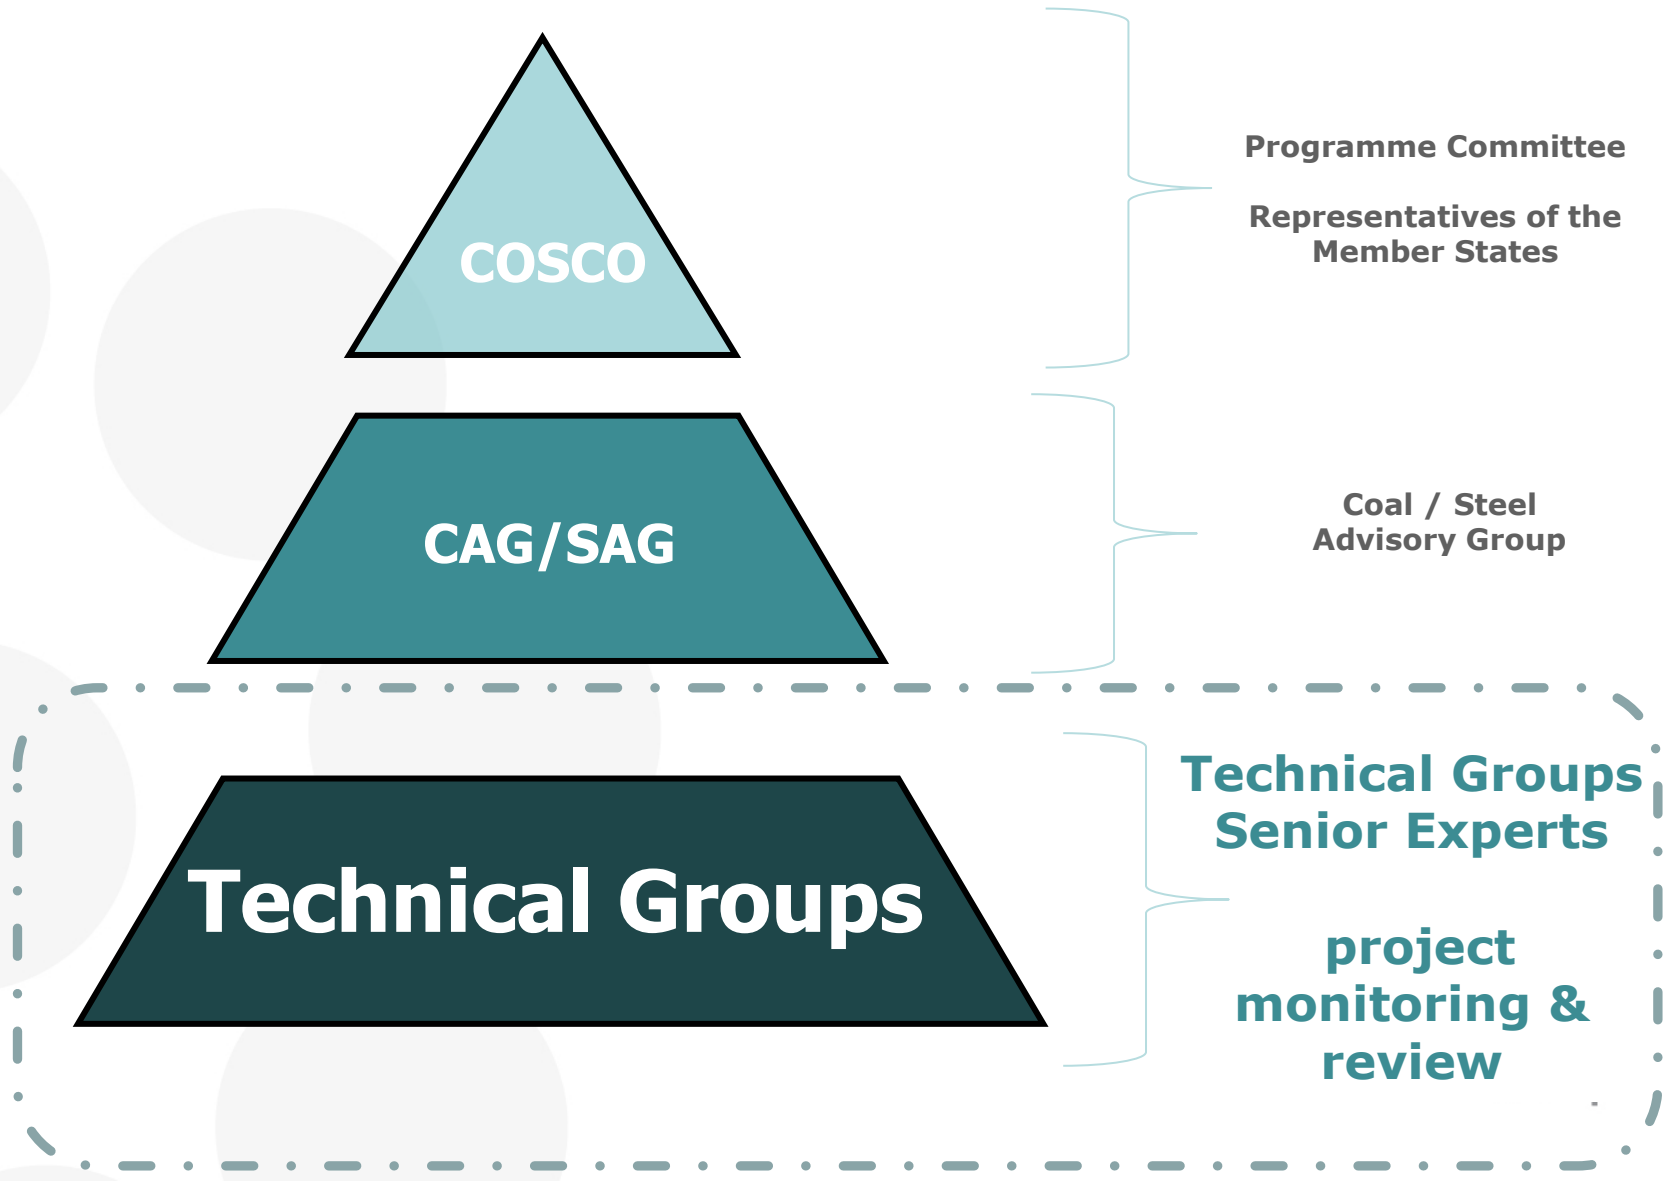 COSCO
Programme Committee
Representatives of the
Member States
CAG/SAG
Coal / Steel
Advisory Group
Technical Groups
Technical Groups
Senior Experts
project
monitoring &
review
-